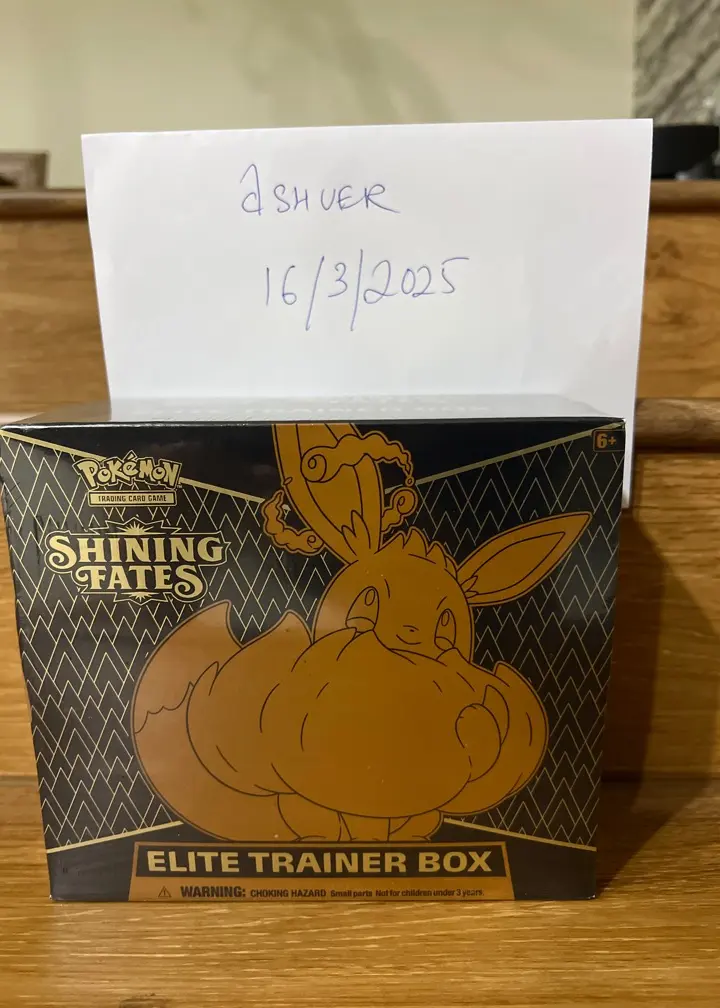 ASHVER
16/3/2025
6+
Pokémon
TRADING CARD GAME
SHINING
FATES
ELITE TRAINER BOX
WARNING: CHOKING HAZARD Small parts Not for children under 3 years.